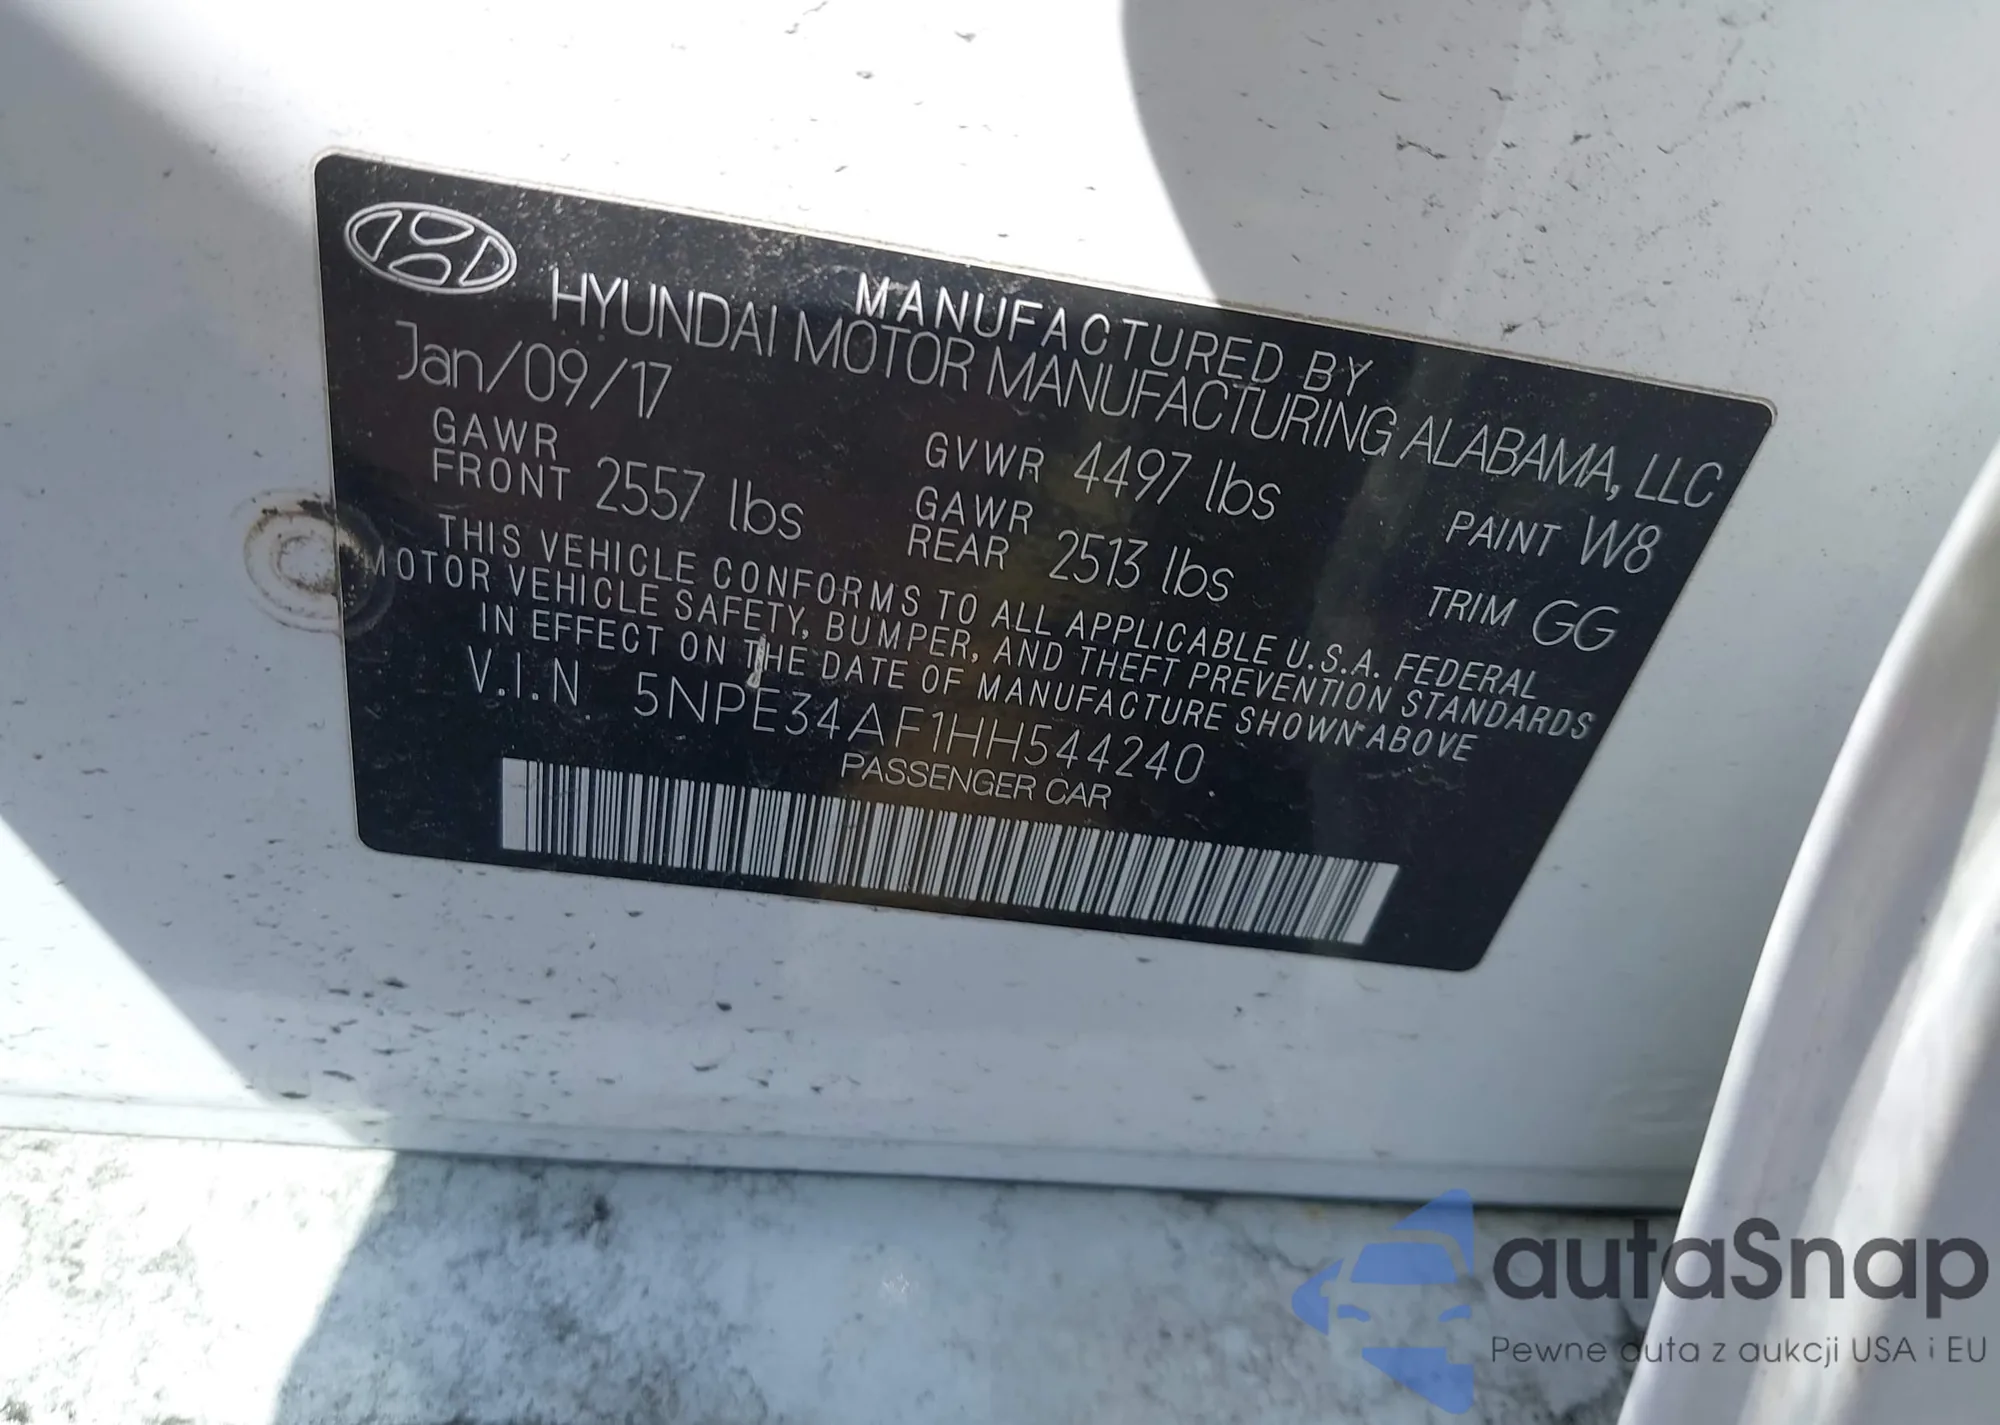 MANUFACTURED BY
HYUNDAI MOTOR MANUFACTURING ALABAMA, LLC
Jan/09/17
GVWR 4497 lbs
PAINT W8
GAWR
FRONT 2557 lbs
GAWR
REAR 2513 lbs
TRIM GG
THIS VEHICLE CONFORMS TO ALL APPLICABLE U.S.A. FEDERAL
MOTOR VEHICLE SAFETY, BUMPER, AND THEFT PREVENTION STANDARDS
IN EFFECT ON THE DATE OF MANUFACTURE SHOWN ABOVE
V.I.N. 5NPE34AF1HH544240.
PASSENGER CAR
autaSnap
Pewne auta z aukcji USA i EU